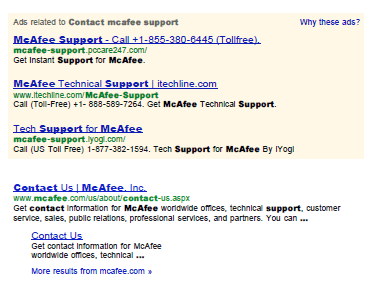 Ads related to Contact mcafee support
Why these ads?
McAfee Support - Call +1-855-380-6445 (Tollfree).
mcafee-support.pccare247.com/
Get Instant Support for McAfee.
McAfee Technical Support | itechline.com
www.itechline.com/McAfee-Support
Call (Toll-Free) +1- 888-589-7264. Get McAfee Technical Support.
Tech Support for McAfee
mcafee-support.iyogi.com/
Call (US Toll Free) 1-877-382-1594. Tech Support for McAfee By IYogi
Contact Us | McAfee, Inc.
www.mcafee.com/us/about/contact-us.aspx
Get contact information for McAfee worldwide offices, technical support, customer
service, sales, public relations, professional services, and partners. You can ...
Contact Us
Get contact information for McAfee
worldwide offices, technical ...
More results from mcafee.com »